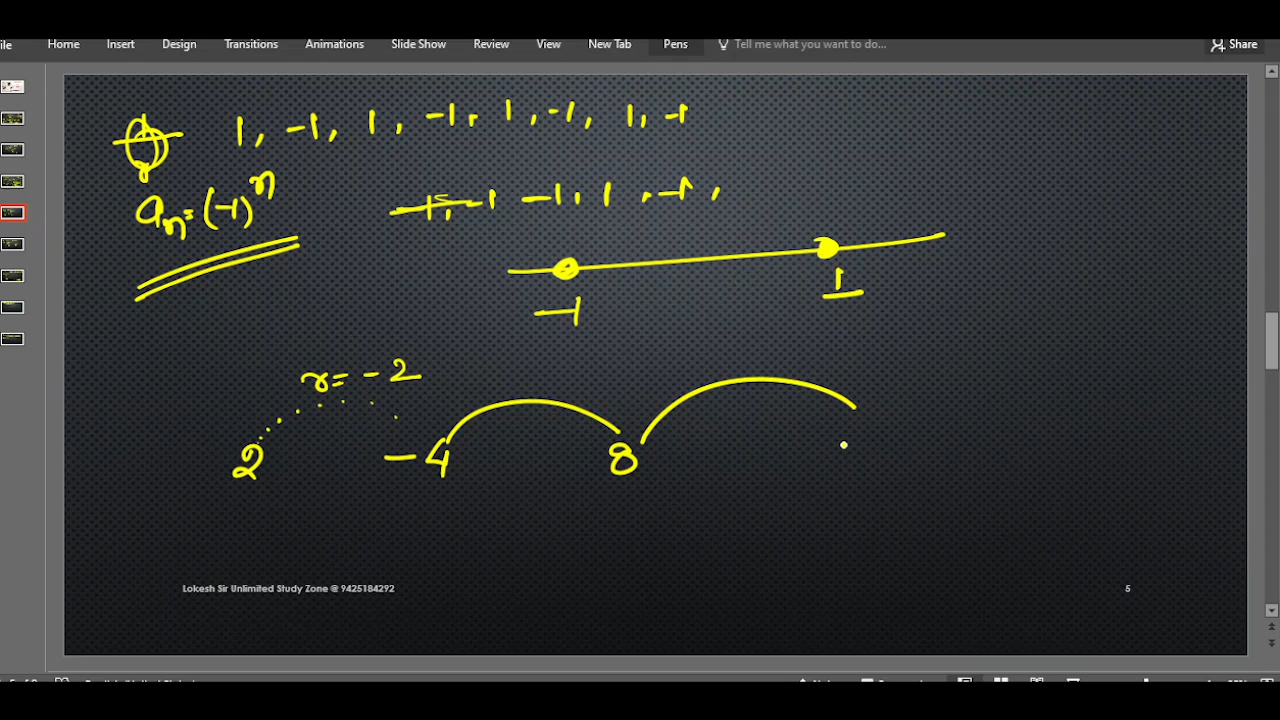 File Home Insert Design Transitions Animations Slide Show Review View New Tab Pens Tell me what you want to do... Share
1, -1, 1, -1, 1, -1, 1, -1
aₙ = (-1)ⁿ
-1, 1, -1,
-1 1
r = -2
2 -4 8
Lokesh Sir Unlimited Study Zone @ 9425184292 5